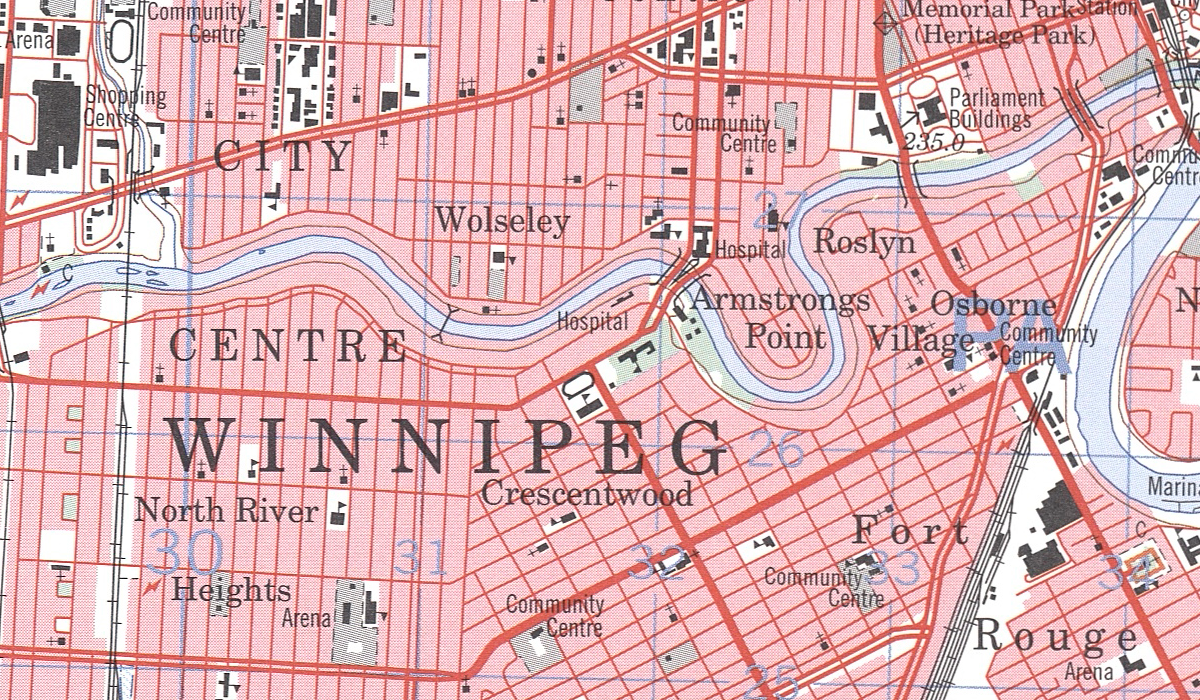 Community
Centre
Arena
Memorial Park
(Heritage Park)
Station
Shopping
Centre
Parliament
Buildings
235.0
Community
Centre
CITY
27
Wolseley
Hospital
Roslyn
Armstrongs
Point
Hospital
Osborne
Village
Community
Centre
PA
CENTRE
WINNIPEG
26
Crescentwood
North River
Heights
Marina
Fort
30
31
32
33
34
C
C
Community
Centre
Arena
Community
Centre
Rouge
Arena
25